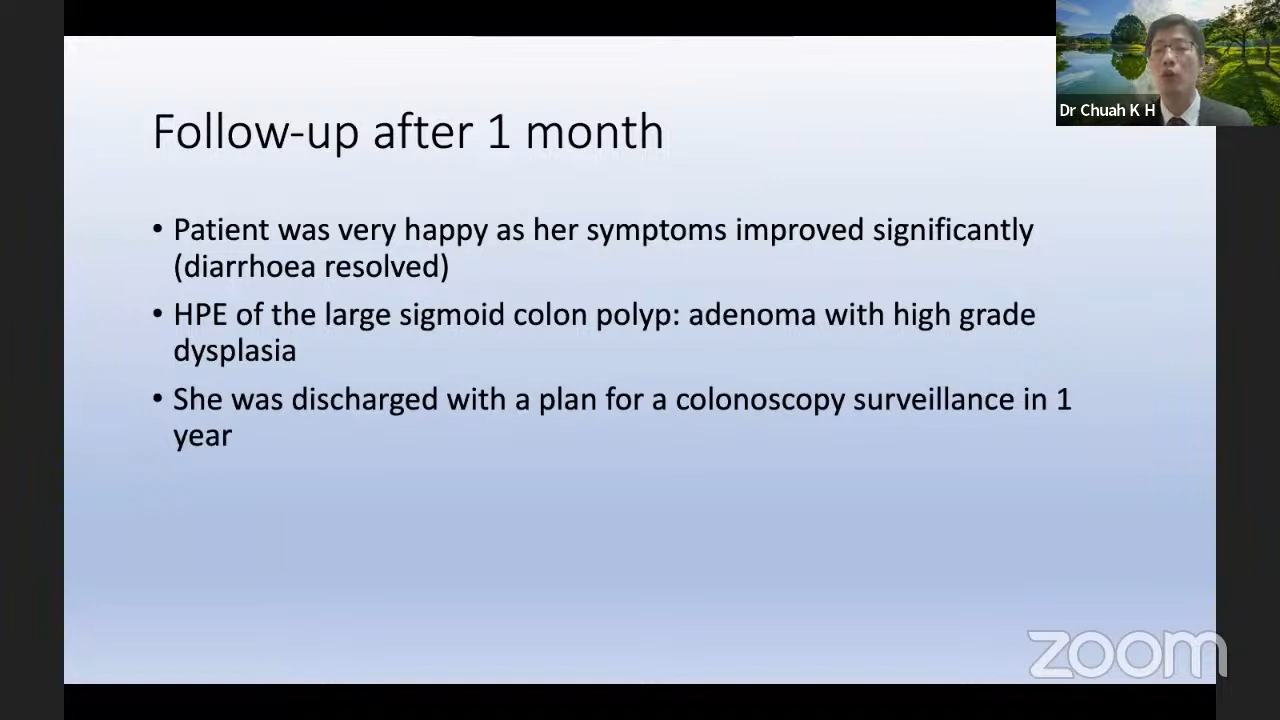 Dr Chuah K H
Follow-up after 1 month
• Patient was very happy as her symptoms improved significantly
(diarrhoea resolved)
• HPE of the large sigmoid colon polyp: adenoma with high grade
dysplasia
• She was discharged with a plan for a colonoscopy surveillance in 1
year
zoom